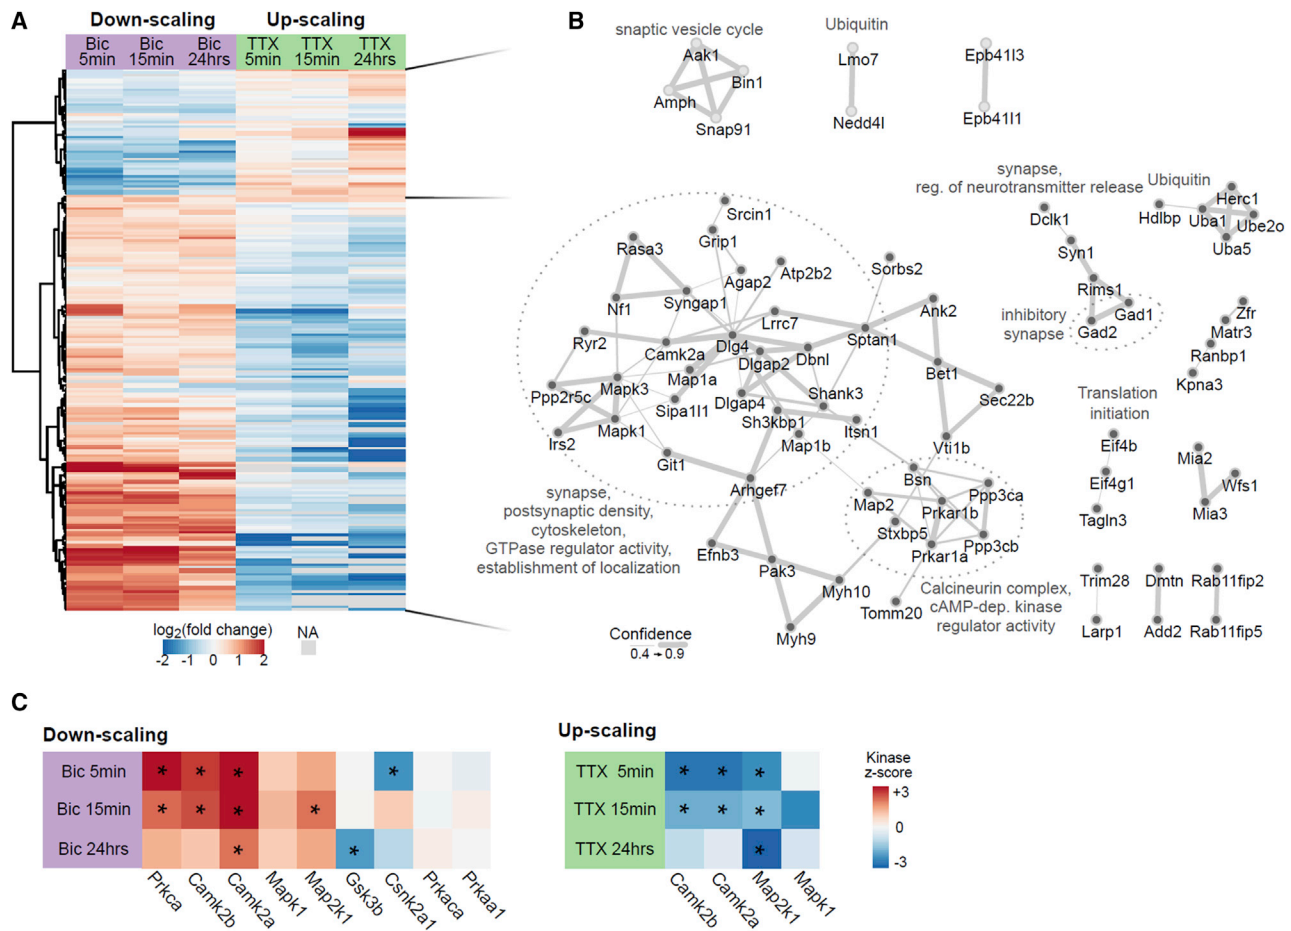 A
Down-scaling
Up-scaling
Bic 5min
Bic 15min
Bic 24hrs
TTX 5min
TTX 15min
TTX 24hrs
log2(fold change)
-2 -1 0 1 2
NA
B
snaptic vesicle cycle
Aak1
Bin1
Amph
Snap91
Ubiquitin
Lmo7
Nedd4l
Epb41l3
Epb41l1
synapse,
reg. of neurotransmitter release
Dclk1
Syn1
Rims1
Gad1
Gad2
inhibitory
synapse
Ubiquitin
Herc1
Hdlbp
Uba1
Ube2o
Uba5
Srcin1
Grip1
Rasa3
Agap2
Atp2b2
Sorbs2
Nf1
Syngap1
Ank2
Lrrc7
Ryr2
Camk2a
Dlg4
Dlgap2
Dbnl
Sptan1
Ppp2r5c
Mapk3
Map1a
Shank3
Bet1
Sec22b
Sipa1l1
Dlgap4
Sh3kbp1
Irs2
Mapk1
Map1b
Itsn1
Vti1b
Git1
Arhgef7
Bsn
Ppp3ca
Map2
Prkar1b
Stxbp5
Prkar1a
Ppp3cb
Efnb3
Pak3
Myh10
Tomm20
Myh9
synapse,
postsynaptic density,
cytoskeleton,
GTPase regulator activity,
establishment of localization
Calcineurin complex,
cAMP-dep. kinase
regulator activity
Confidence
0.4 → 0.9
Zfr
Matr3
Ranbp1
Kpna3
Translation
initiation
Eif4b
Eif4g1
Tagln3
Mia2
Wfs1
Mia3
Trim28
Larp1
Dmtn
Add2
Rab11fip2
Rab11fip5
C
Down-scaling
Bic 5min * * * *
Bic 15min * * * *
Bic 24hrs * *
Prkca
Camk2b
Camk2a
Mapk1
Map2k1
Gsk3b
Csnk2a1
Prkaca
Prkaa1
Up-scaling
TTX 5min * * *
TTX 15min * * *
TTX 24hrs *
Camk2b
Camk2a
Map2k1
Mapk1
Kinase
z-score
+3
0
-3